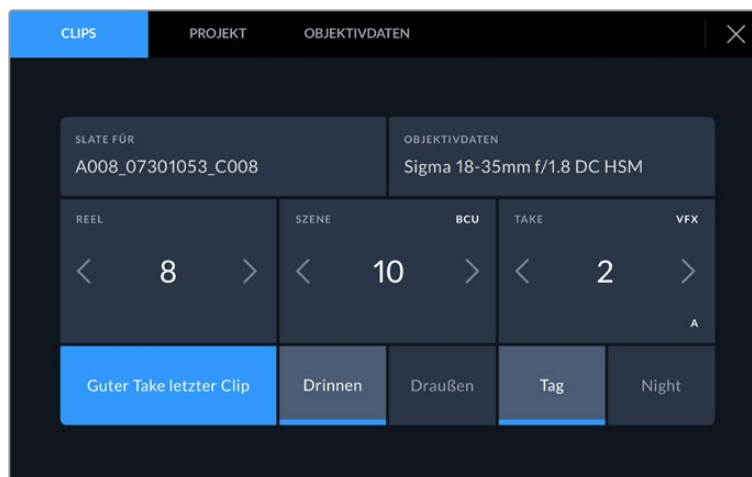 CLIPS PROJEKT OBJEKTIVDATEN
SLATE FÜR OBJEKTIVDATEN
A008_07301053_C008 Sigma 18-35mm f/1.8 DC HSM
REEL SZENE BCU TAKE VFX
8 10 2
A
Guter Take letzter Clip Drinnen Draußen Tag Night